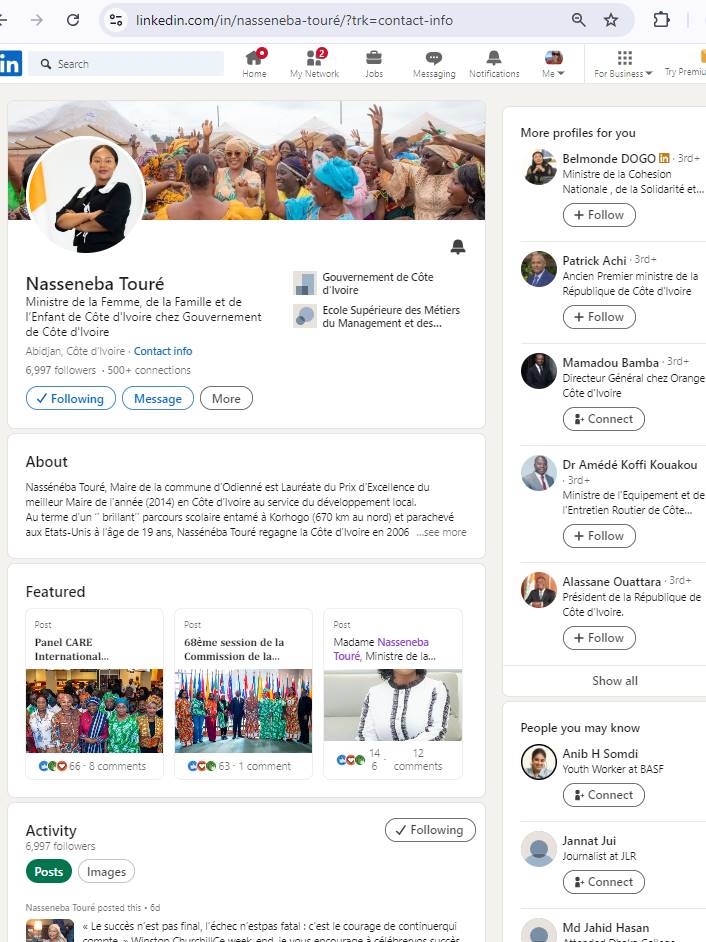 linkedin.com/in/nasseneba-touré/?trk=contact-info
in
Search
Home
2
My Network
Jobs
Messaging
Notifications
Me
For Business
Try Premiu
Nasseneba Touré
Ministre de la Femme, de la Famille et de
l'Enfant de Côte d'Ivoire chez Gouvernement
de Côte d'Ivoire
Abidjan, Côte d'Ivoire · Contact info
6,997 followers · 500+ connections
Following
Message
More
Gouvernement de Côte
d'Ivoire
Ecole Supérieure des Métiers
du Management et des...
About
Nassénéba Touré, Maire de la commune d'Odienné est Lauréate du Prix d'Excellence du
meilleur Maire de l'année (2014) en Côte d'Ivoire au service du développement local.
Au terme d'un '' brillant'' parcours scolaire entamé à Korhogo (670 km au nord) et parachevé
aux Etats-Unis à l'âge de 19 ans, Nassénéba Touré regagne la Côte d'Ivoire en 2006 ...see more
Featured
Post
Panel CARE
International...
66 · 8 comments
Post
68ème session de la
Commission de la...
63 · 1 comment
Post
Madame Nasseneba
Touré, Ministre de la...
14
6
·
12
comments
Activity
6,997 followers
Following
Posts
Images
Nasseneba Touré posted this • 6d
« Le succès n'est pas final, l'échec n'estpas fatal : c'est le courage de continuerqui
compte. » Winston ChurchillCe week-end, je vous encourage à célébrervos succès
More profiles for you
Belmonde DOGO in · 3rd+
Ministre de la Cohesion
Nationale , de la Solidarité et...
+ Follow
Patrick Achi · 3rd+
Ancien Premier ministre de la
République de Côte d'Ivoire
+ Follow
Mamadou Bamba · 3rd+
Directeur Général chez Orange
Côte d'Ivoire
Connect
Dr Amédé Koffi Kouakou
· 3rd+
Ministre de l'Equipement et de
l'Entretien Routier de Côte...
+ Follow
Alassane Ouattara · 3rd+
Président de la République de
Côte d'Ivoire.
+ Follow
Show all
People you may know
Anib H Somdi
Youth Worker at BASF
Connect
Jannat Jui
Journalist at JLR
Connect
Md Jahid Hasan